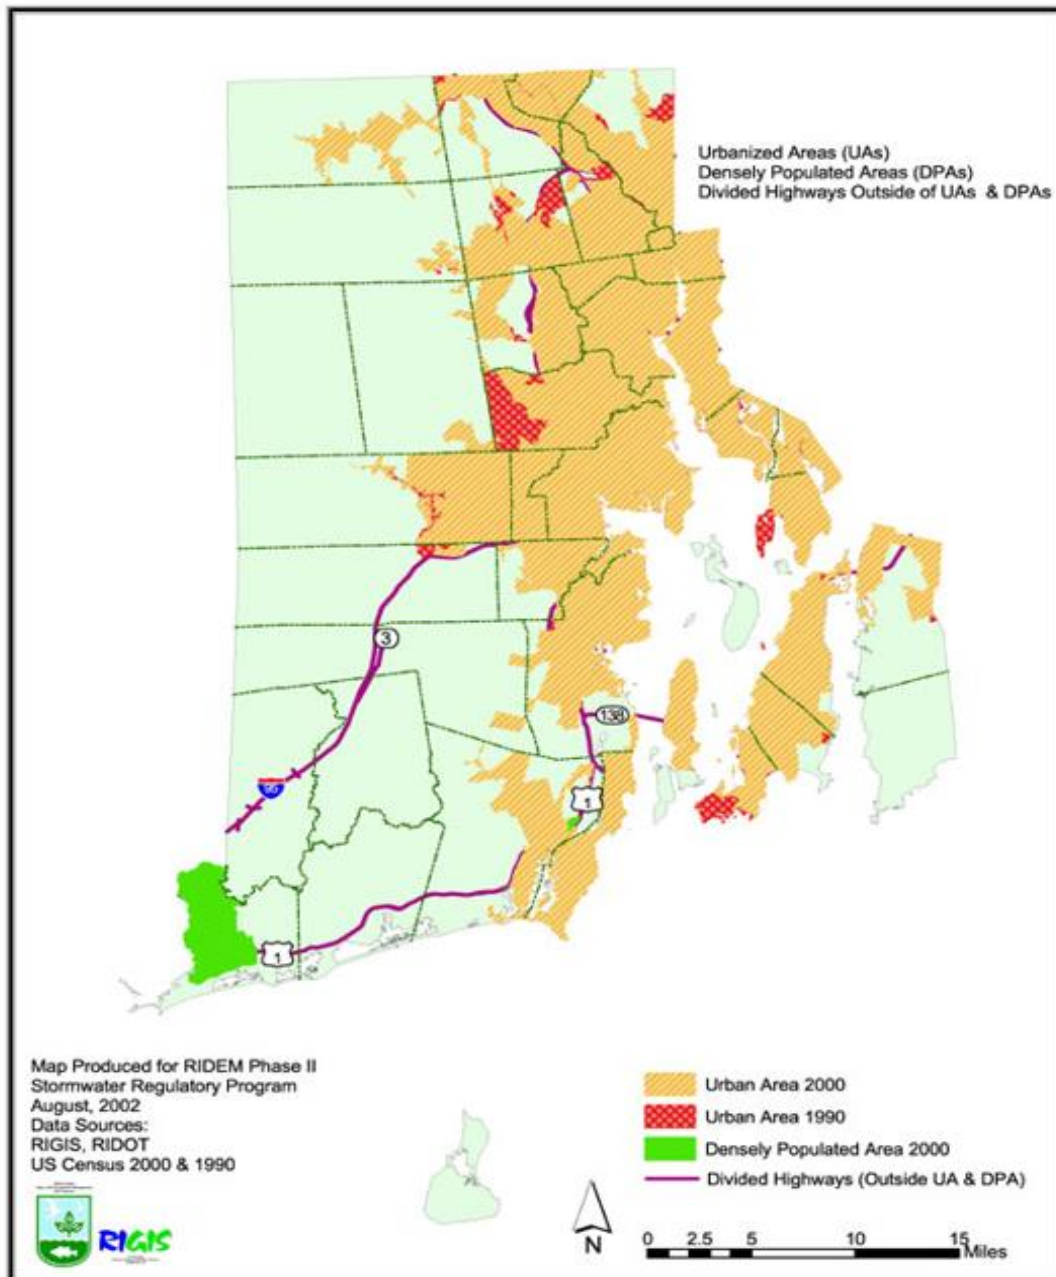 Urbanized Areas (UAs)
Densely Populated Areas (DPAs)
Divided Highways Outside of UAs & DPAs
3
138
95
1
1
Map Produced for RIDEM Phase II
Stormwater Regulatory Program
August, 2002
Data Sources:
RIGIS, RIDOT
US Census 2000 & 1990
RIGIS
Urban Area 2000
Urban Area 1990
Densely Populated Area 2000
Divided Highways (Outside UA & DPA)
N
0 2.5 5 10 15
Miles